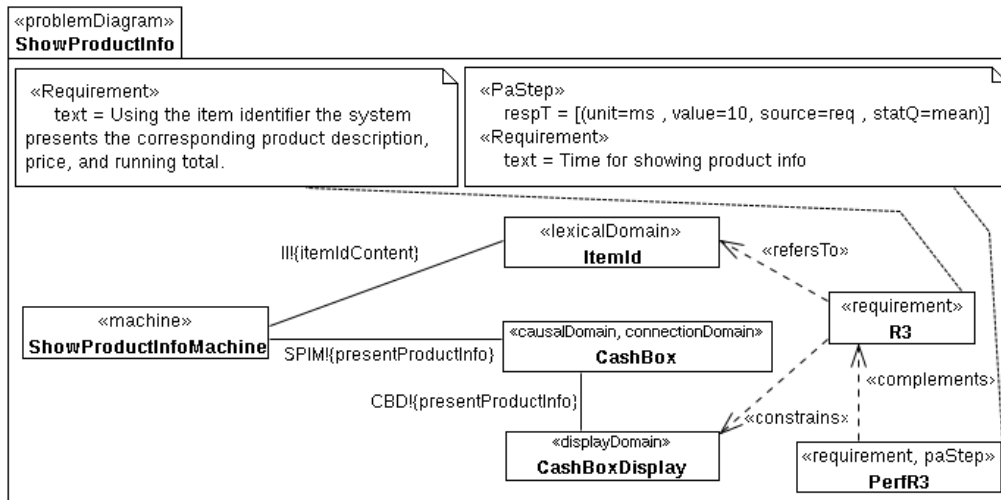 «problemDiagram»
ShowProductInfo
«Requirement»
text = Using the item identifier the system
presents the corresponding product description,
price, and running total.
«PaStep»
respT = [(unit=ms , value=10, source=req , statQ=mean)]
«Requirement»
text = Time for showing product info
«lexicalDomain»
ItemId
«refersTo»
II!{itemIdContent}
«machine»
ShowProductInfoMachine
«requirement»
R3
«causalDomain, connectionDomain»
CashBox
SPIM!{presentProductInfo}
«complements»
CBD!{presentProductInfo}
«constrains»
«displayDomain»
CashBoxDisplay
«requirement, paStep»
PerfR3